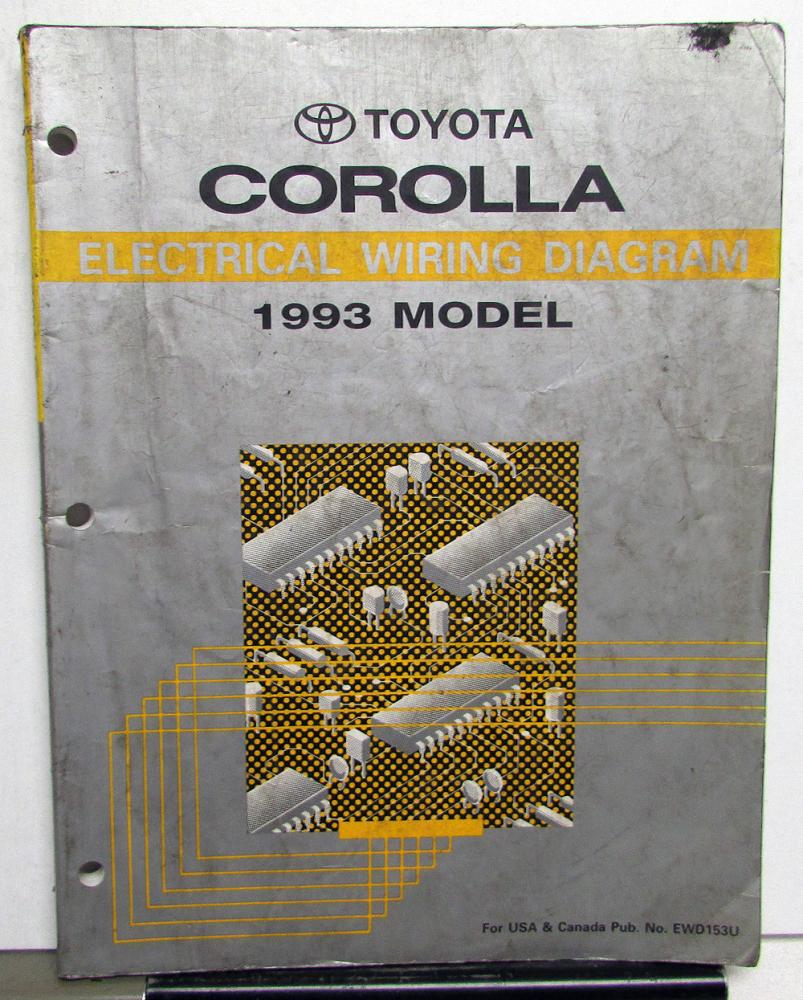 TOYOTA
COROLLA
ELECTRICAL WIRING DIAGRAM
1993 MODEL
For USA & Canada Pub. No. EWD153U